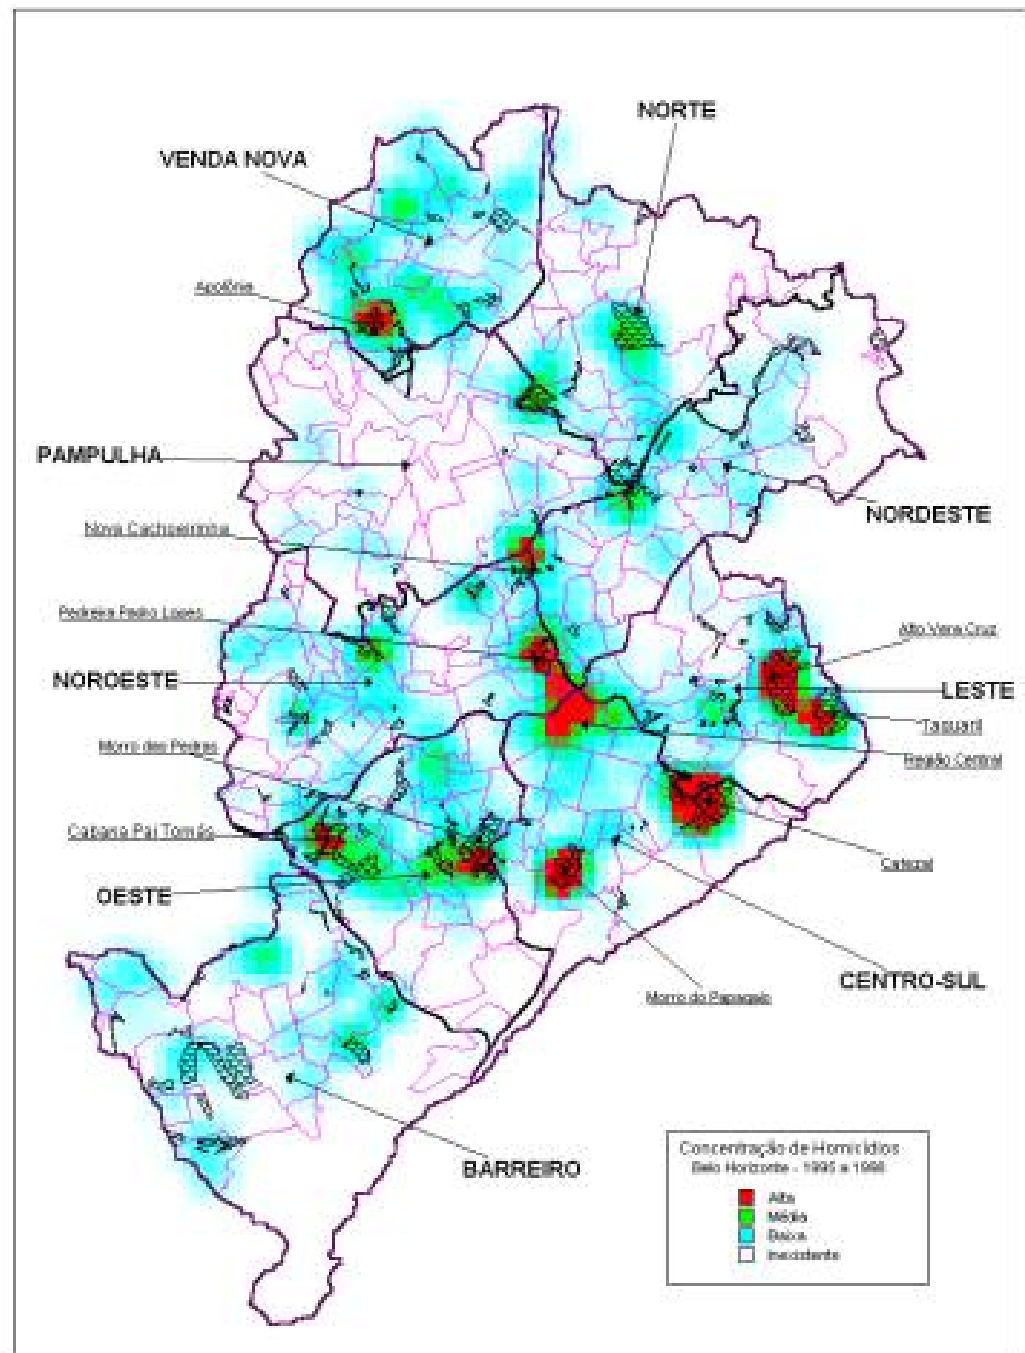 NORTE
VENDA NOVA
Apolônia
PAMPULHA
NORDESTE
Nova Cachoeirinha
Pedreira Prado Lopes
Alto Vera Cruz
NOROESTE
LESTE
Taquaril
Morro das Pedras
Região Central
Cabana Pai Tomás
Cafezal
OESTE
CENTRO-SUL
Morro do Papagaio
BARREIRO
Concentração de Homicídios
Belo Horizonte - 1995 a
Alta
Média
Baixa
Inexistente